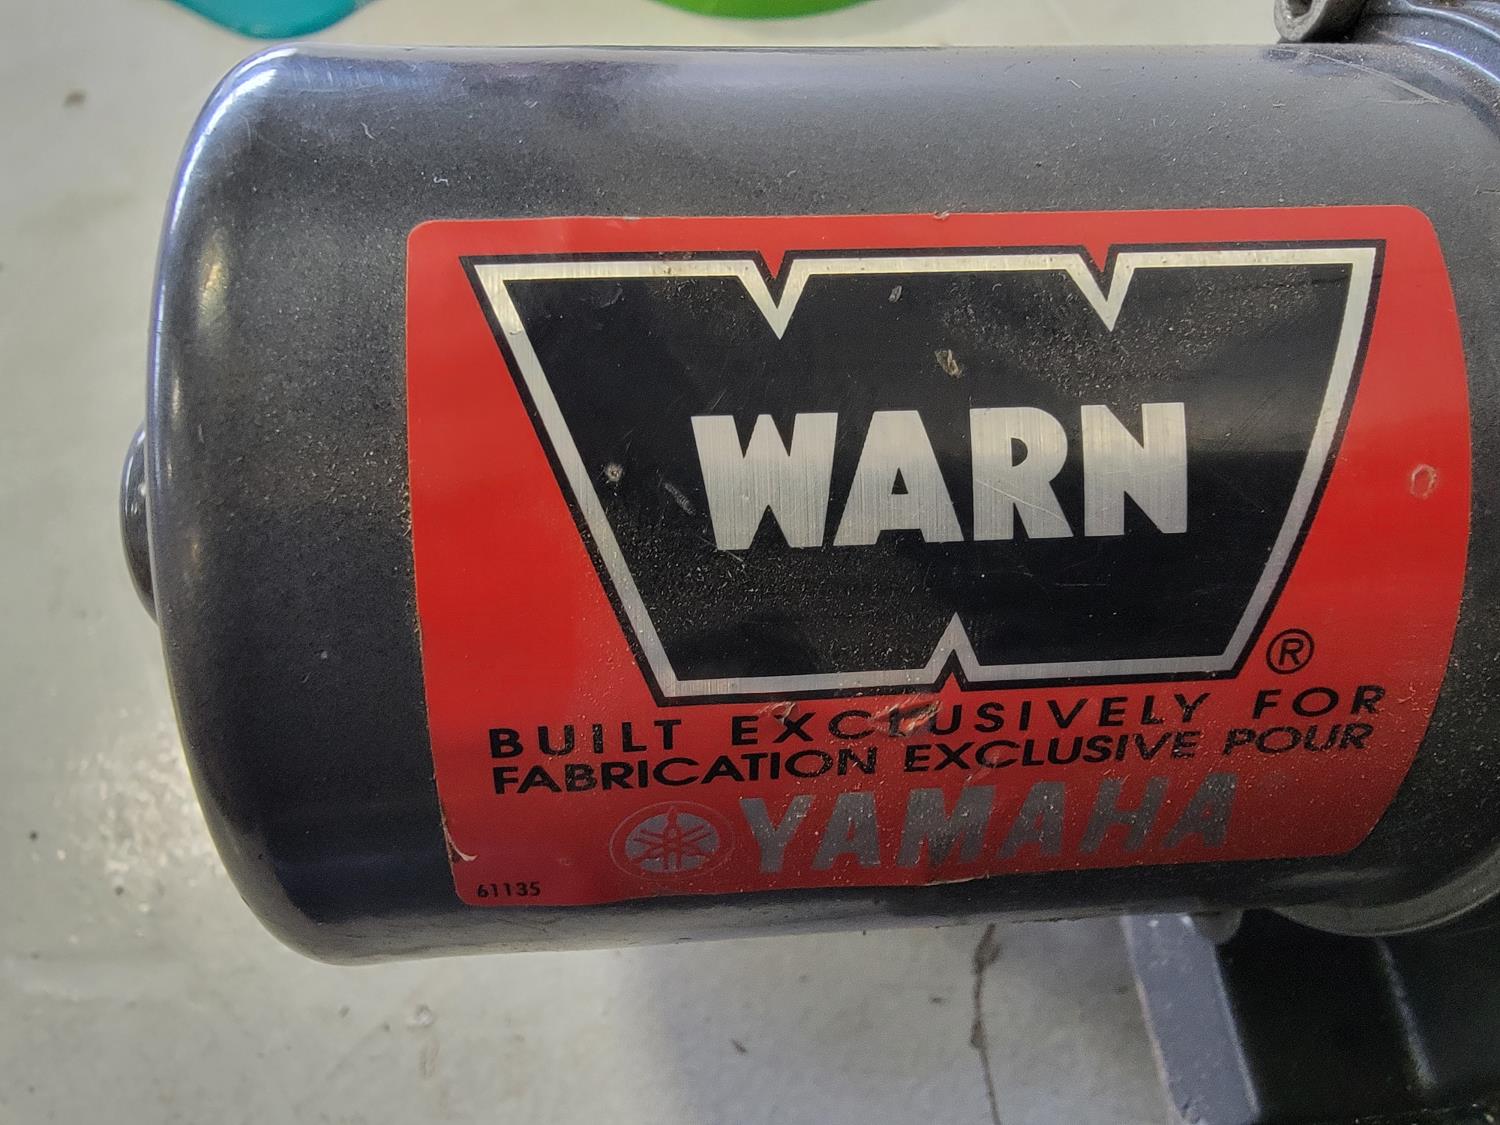 WARN
®
BUILT EXCLUSIVELY FOR
FABRICATION EXCLUSIVE POUR
YAMAHA
61135